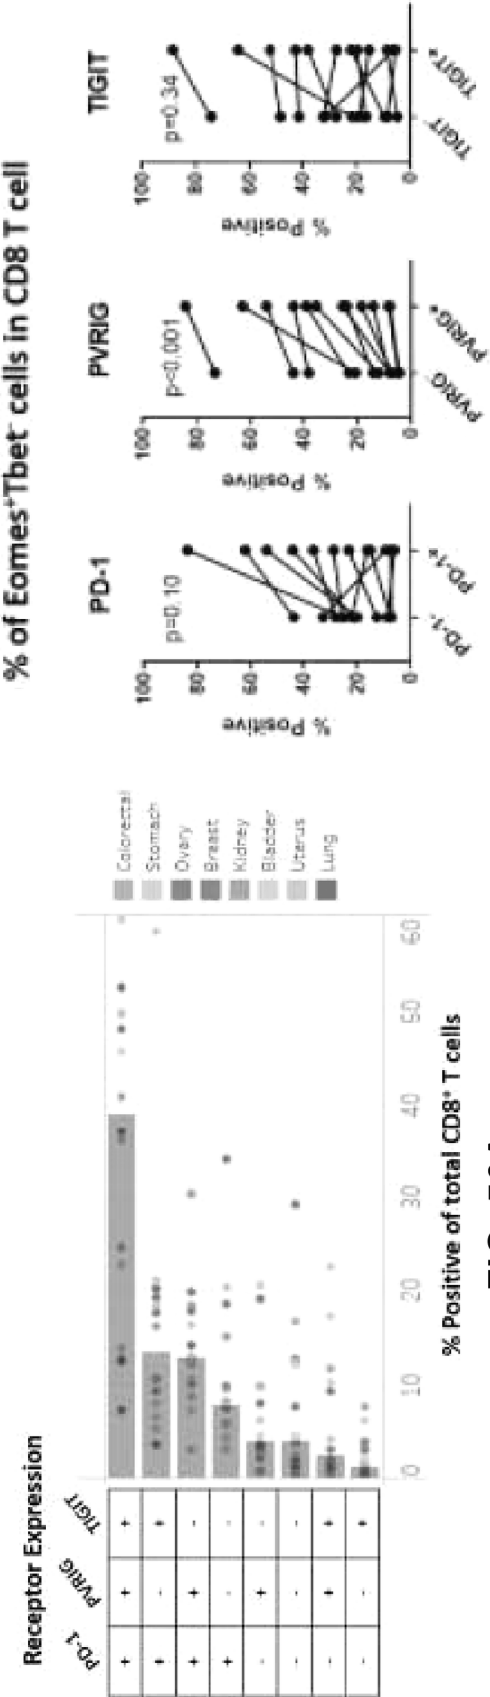 Receptor Expression
PD-1 PVRIG TIGIT
+ + +
+ - +
+ + -
+ - -
- + -
- - -
- + +
- - +
0 10 20 30 40 50 60
% Positive of total CD8⁺ T cells
Colorectal
Stomach
Ovary
Breast
Kidney
Bladder
Uterus
Lung
% of Eomes⁺Tbet⁻ cells in CD8 T cell
PD-1
p=0.10
% Positive
100
80
60
40
20
0
PD-1⁻ PD-1⁺
PVRIG
p<0.001
% Positive
100
80
60
40
20
0
PVRIG⁻ PVRIG⁺
TIGIT
p=0.34
% Positive
100
80
60
40
20
0
TIGIT⁻ TIGIT⁺